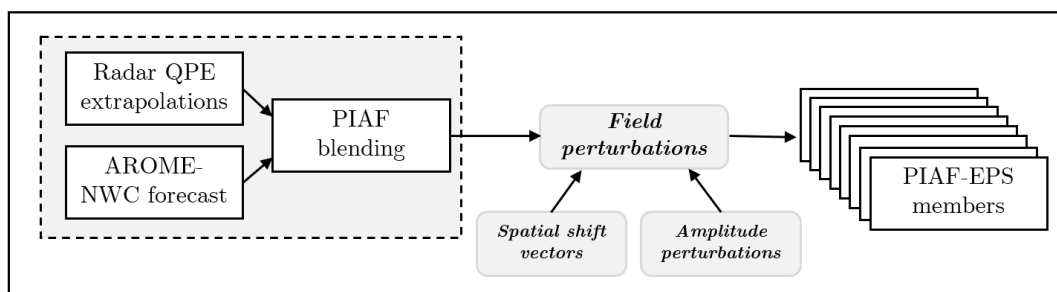 Radar QPE
extrapolations
AROME-
NWC forecast
PIAF
blending
Field
perturbations
Spatial shift
vectors
Amplitude
perturbations
PIAF-EPS
members